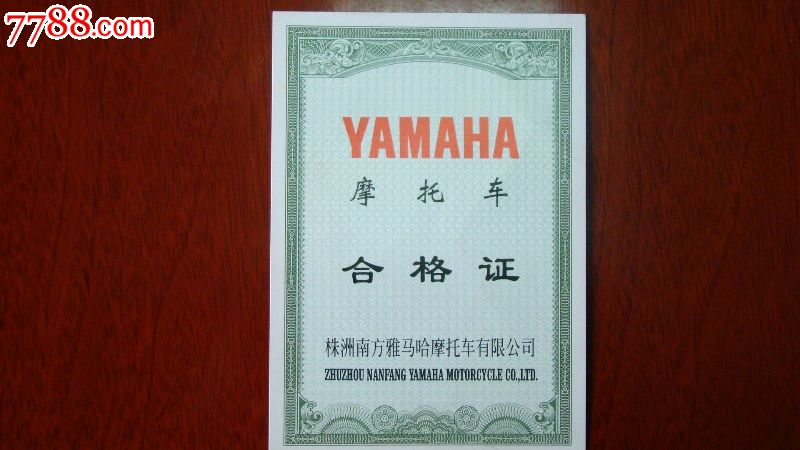 7788.com
YAMAHA
摩托车
合格证
株洲南方雅马哈摩托车有限公司
ZHUZHOU NANFANG YAMAHA MOTORCYCLE CO.,LTD.